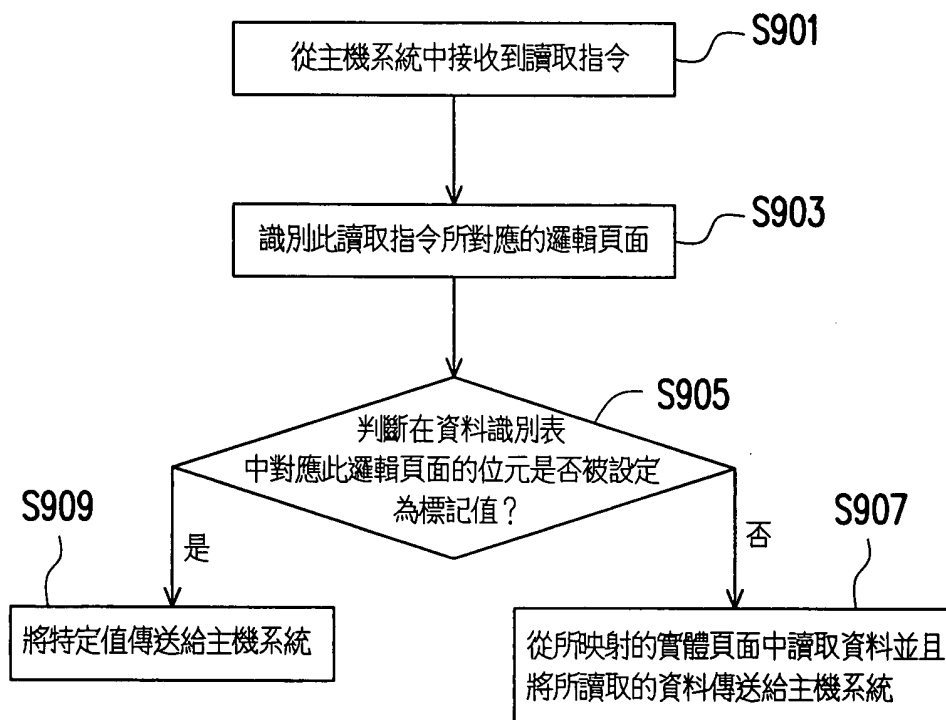 S901
從主機系統中接收到讀取指令
S903
識別此讀取指令所對應的邏輯頁面
S905
判斷在資料識別表
中對應此邏輯頁面的位元是否被設定
為標記值？
S909
是
S907
否
將特定值傳送給主機系統
從所映射的實體頁面中讀取資料並且
將所讀取的資料傳送給主機系統